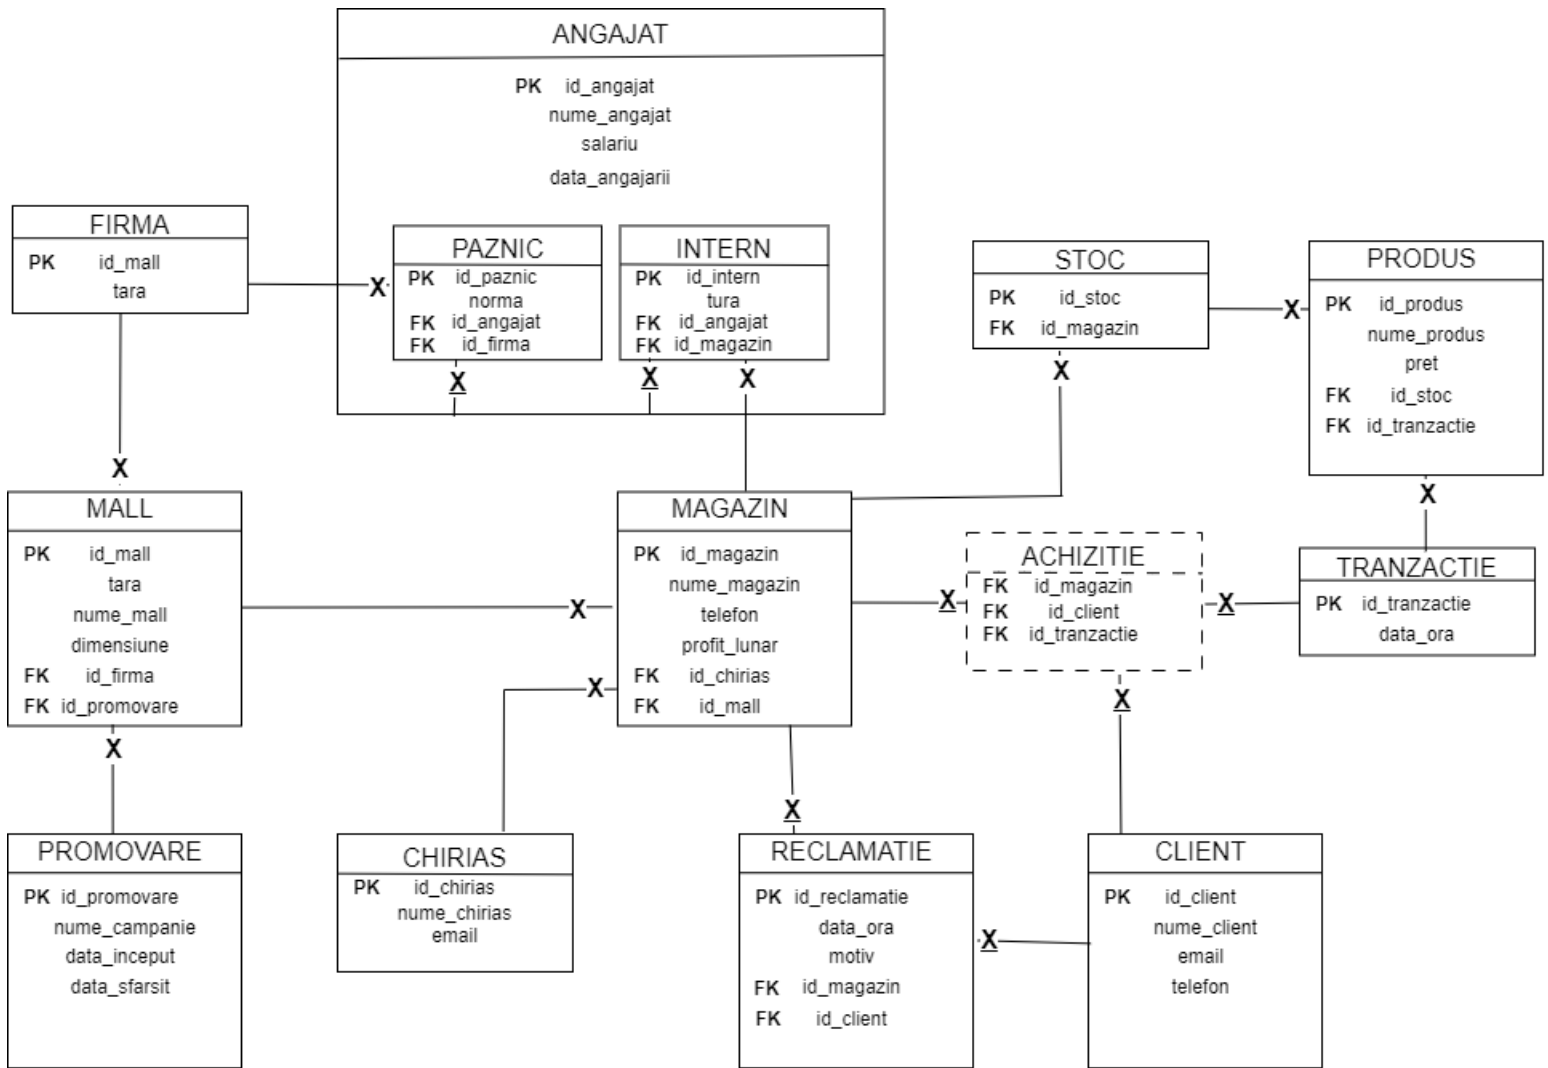 ANGAJAT
PK id_angajat
nume_angajat
salariu
data_angajarii
FIRMA
PK id_mall
tara
X
PAZNIC
PK id_paznic
norma
FK id_angajat
FK id_firma
X
INTERN
PK id_intern
tura
FK id_angajat
FK id_magazin
X
X
STOC
PK id_stoc
FK id_magazin
X
X
PRODUS
PK id_produs
nume_produs
pret
FK id_stoc
FK id_tranzactie
X
X
MALL
PK id_mall
tara
nume_mall
dimensiune
FK id_firma
FK id_promovare
X
X
MAGAZIN
PK id_magazin
nume_magazin
telefon
profit_lunar
FK id_chirias
FK id_mall
X
X
ACHIZITIE
FK id_magazin
FK id_client
FK id_tranzactie
X
X
TRANZACTIE
PK id_tranzactie
data_ora
X
PROMOVARE
PK id_promovare
nume_campanie
data_inceput
data_sfarsit
CHIRIAS
PK id_chirias
nume_chirias
email
X
RECLAMATIE
PK id_reclamatie
data_ora
motiv
FK id_magazin
FK id_client
X
CLIENT
PK id_client
nume_client
email
telefon